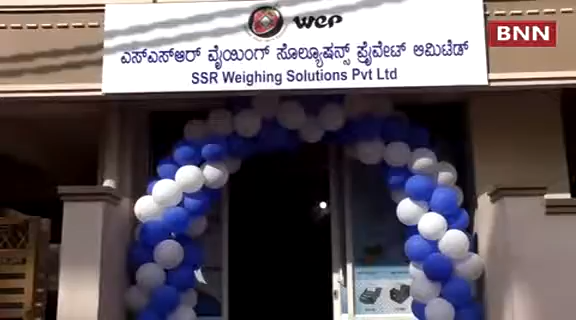 BNN
wep
ಎಸ್ಎಸ್ಆರ್ ವೈಯಿಂಗ್ ಸೊಲ್ಯೂಷನ್ಸ್ ಪ್ರೈವೇಟ್ ಲಿಮಿಟೆಡ್
SSR Weighing Solutions Pvt Ltd